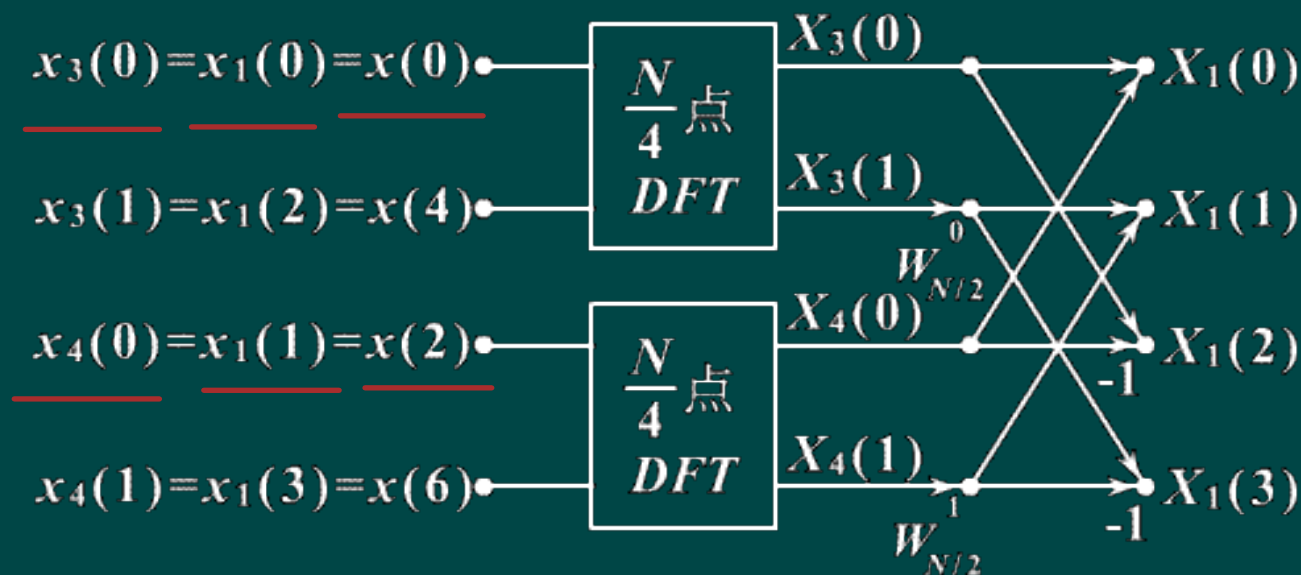 x₃(0)=x₁(0)=x(0)
x₃(1)=x₁(2)=x(4)
x₄(0)=x₁(1)=x(2)
x₄(1)=x₁(3)=x(6)
N/4 点
DFT
N/4 点
DFT
X₃(0)
X₃(1)
X₄(0)
X₄(1)
W⁰_{N/2}
W¹_{N/2}
-1
-1
X₁(0)
X₁(1)
X₁(2)
X₁(3)